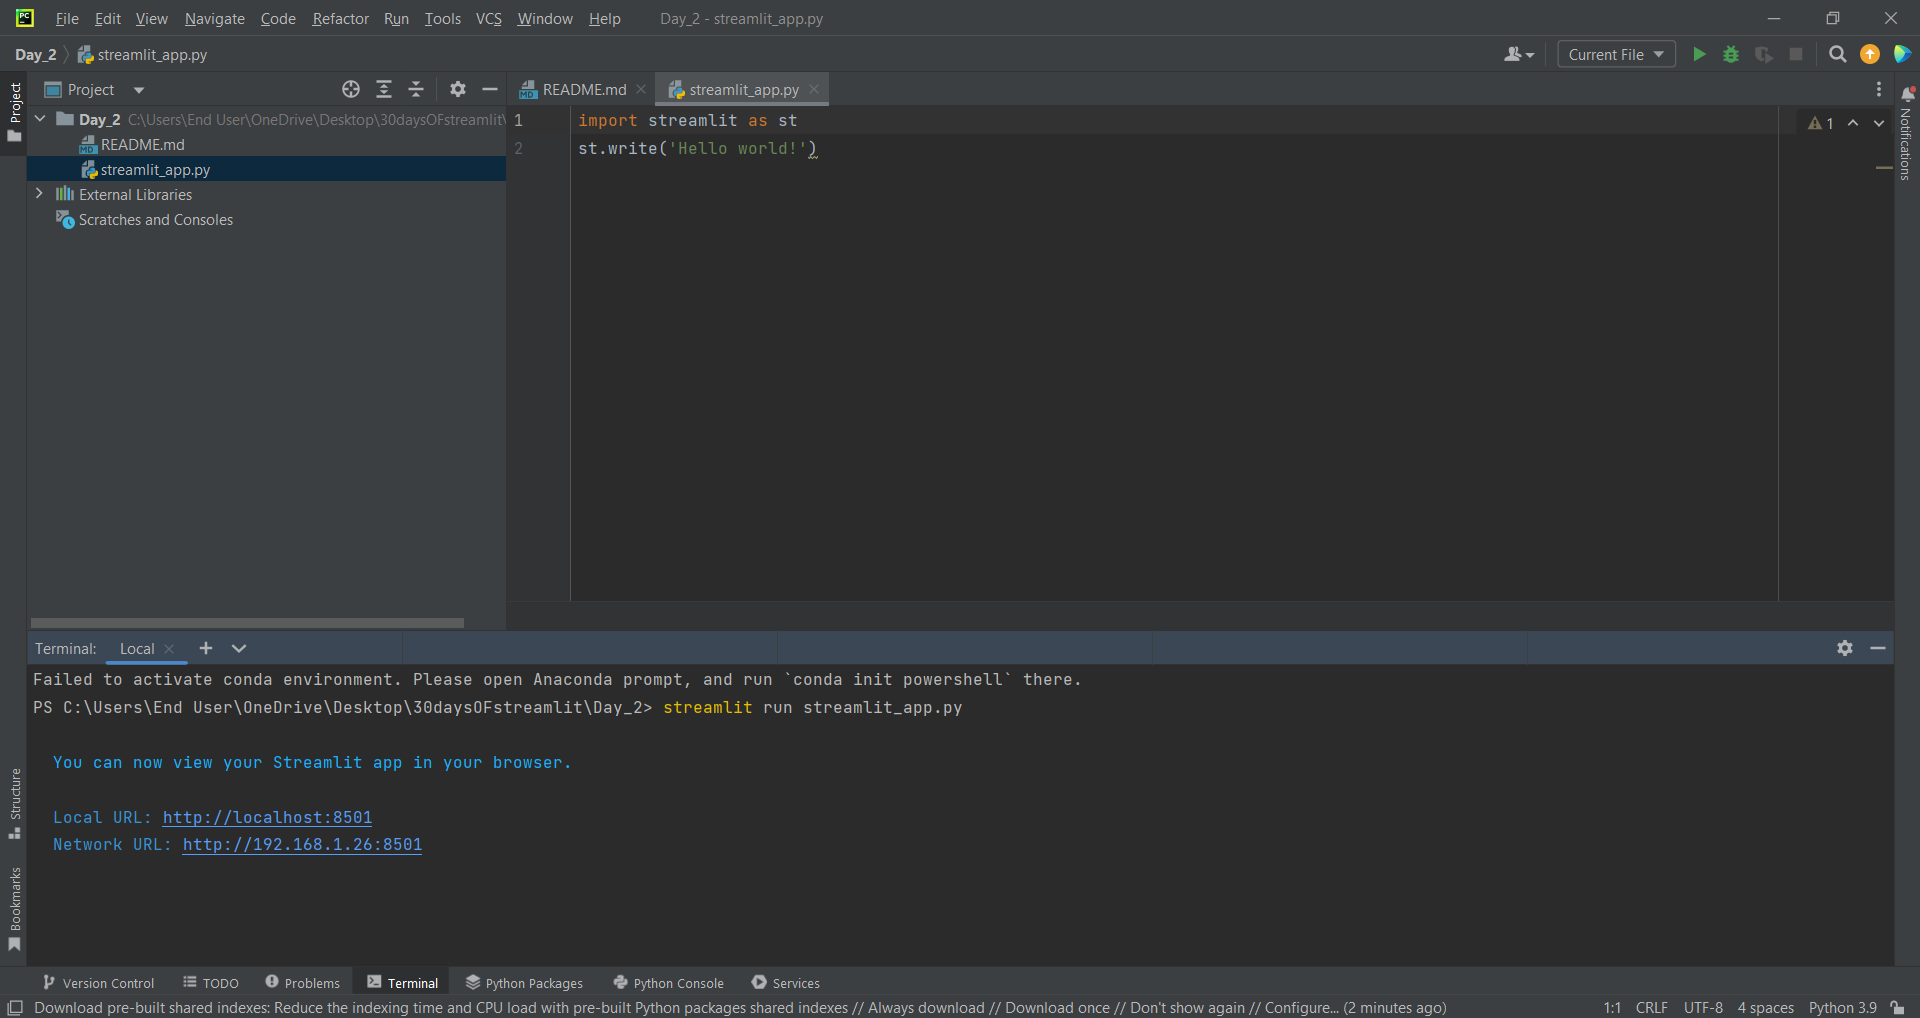 PC
File Edit View Navigate Code Refactor Run Tools VCS Window Help Day_2 - streamlit_app.py
Day_2 streamlit_app.py Current File
Project
Project
README.md streamlit_app.py
Day_2 C:\Users\End User\OneDrive\Desktop\30daysOFstreamlit\
README.md
streamlit_app.py
External Libraries
Scratches and Consoles
1 import streamlit as st
2 st.write('Hello world!')
1
Notifications
Terminal: Local
Failed to activate conda environment. Please open Anaconda prompt, and run `conda init powershell` there.
PS C:\Users\End User\OneDrive\Desktop\30daysOFstreamlit\Day_2> streamlit run streamlit_app.py
You can now view your Streamlit app in your browser.
Local URL: http://localhost:8501
Network URL: http://192.168.1.26:8501
Structure
Bookmarks
Version Control TODO Problems Terminal Python Packages Python Console Services
Download pre-built shared indexes: Reduce the indexing time and CPU load with pre-built Python packages shared indexes // Always download // Download once // Don't show again // Configure... (2 minutes ago) 1:1 CRLF UTF-8 4 spaces Python 3.9